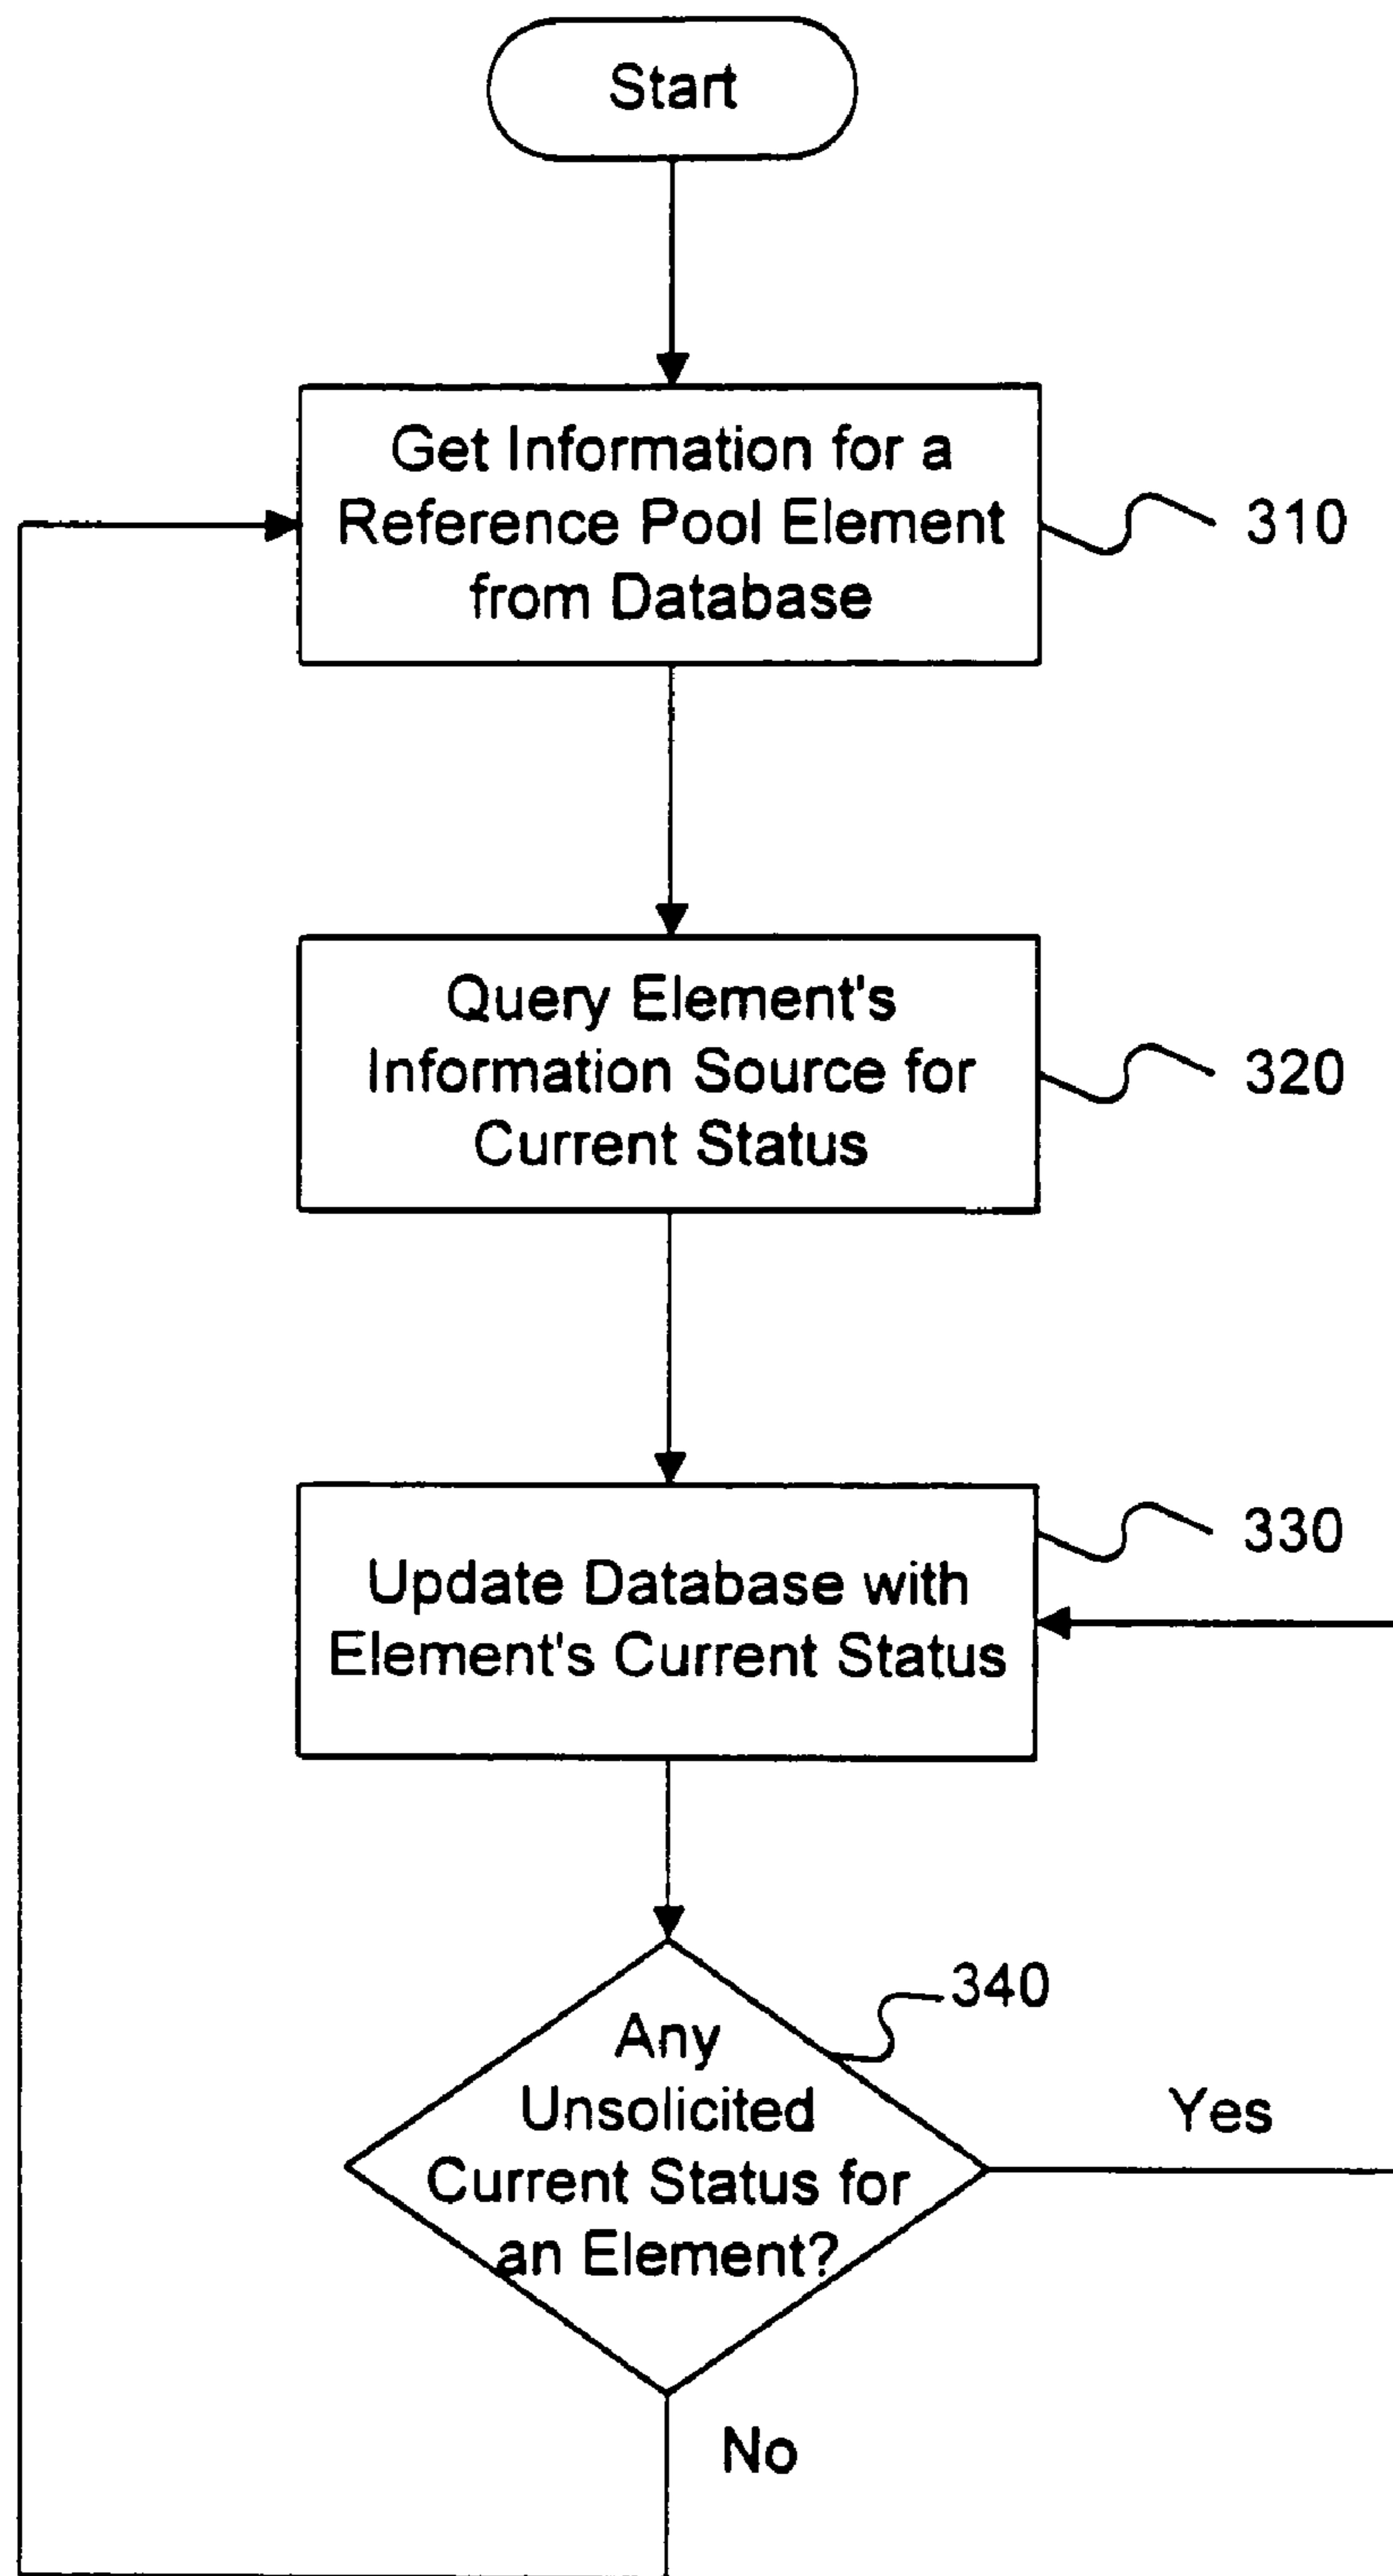 Start
Get Information for a
Reference Pool Element
from Database
310
Query Element's
Information Source for
Current Status
320
330
Update Database with
Element's Current Status
340
Any
Unsolicited
Current Status for
an Element?
Yes
No